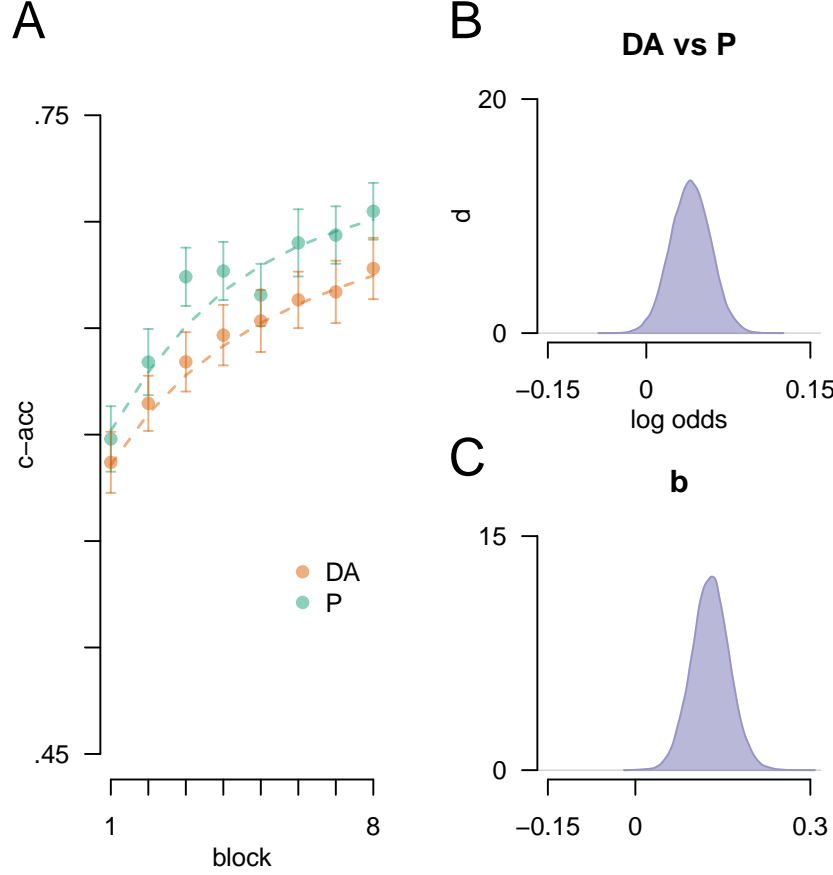 A
.75
c−acc
.45
DA
P
1
8
block
B
DA vs P
20
d
0
−0.15
0
0.15
log odds
C
b
15
0
−0.15
0
0.3